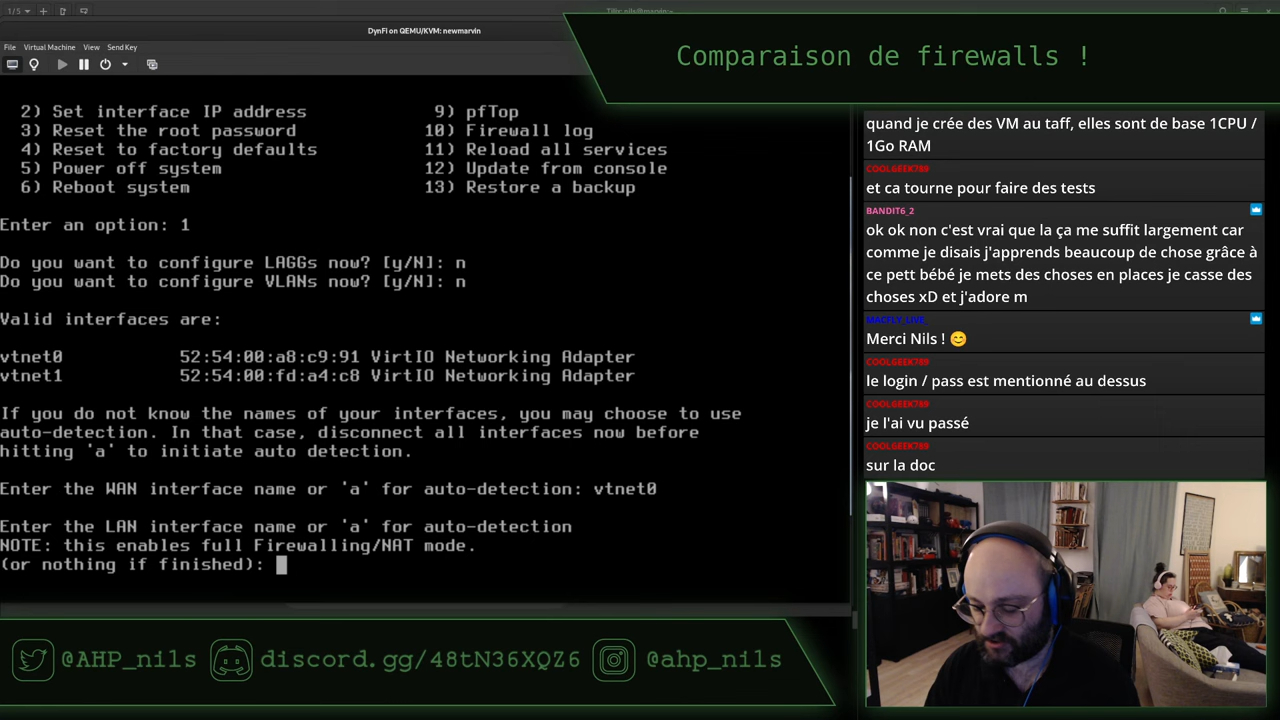 1/5
Tilix: nils@marvin:~
DynFi on QEMU/KVM: newmarvin
File Virtual Machine View Send Key
Comparaison de firewalls !
2) Set interface IP address 9) pfTop
3) Reset the root password 10) Firewall log
4) Reset to factory defaults 11) Reload all services
5) Power off system 12) Update from console
6) Reboot system 13) Restore a backup
Enter an option: 1
Do you want to configure LAGGs now? [y/N]: n
Do you want to configure VLANs now? [y/N]: n
Valid interfaces are:
vtnet0 52:54:00:a8:c9:91 VirtIO Networking Adapter
vtnet1 52:54:00:fd:a4:c8 VirtIO Networking Adapter
If you do not know the names of your interfaces, you may choose to use
auto-detection. In that case, disconnect all interfaces now before
hitting 'a' to initiate auto detection.
Enter the WAN interface name or 'a' for auto-detection: vtnet0
Enter the LAN interface name or 'a' for auto-detection
NOTE: this enables full Firewalling/NAT mode.
(or nothing if finished):
quand je crée des VM au taff, elles sont de base 1CPU /
1Go RAM
COOLGEEK789
et ca tourne pour faire des tests
BANDIT6_2
ok ok non c'est vrai que la ça me suffit largement car
comme je disais j'apprends beaucoup de chose grâce à
ce pett bébé je mets des choses en places je casse des
choses xD et j'adore m
MACFLY_LIVE_
Merci Nils ! 😊
COOLGEEK789
le login / pass est mentionné au dessus
COOLGEEK789
je l'ai vu passé
COOLGEEK789
sur la doc
@AHP_nils discord.gg/48tN36XQZ6 @ahp_nils